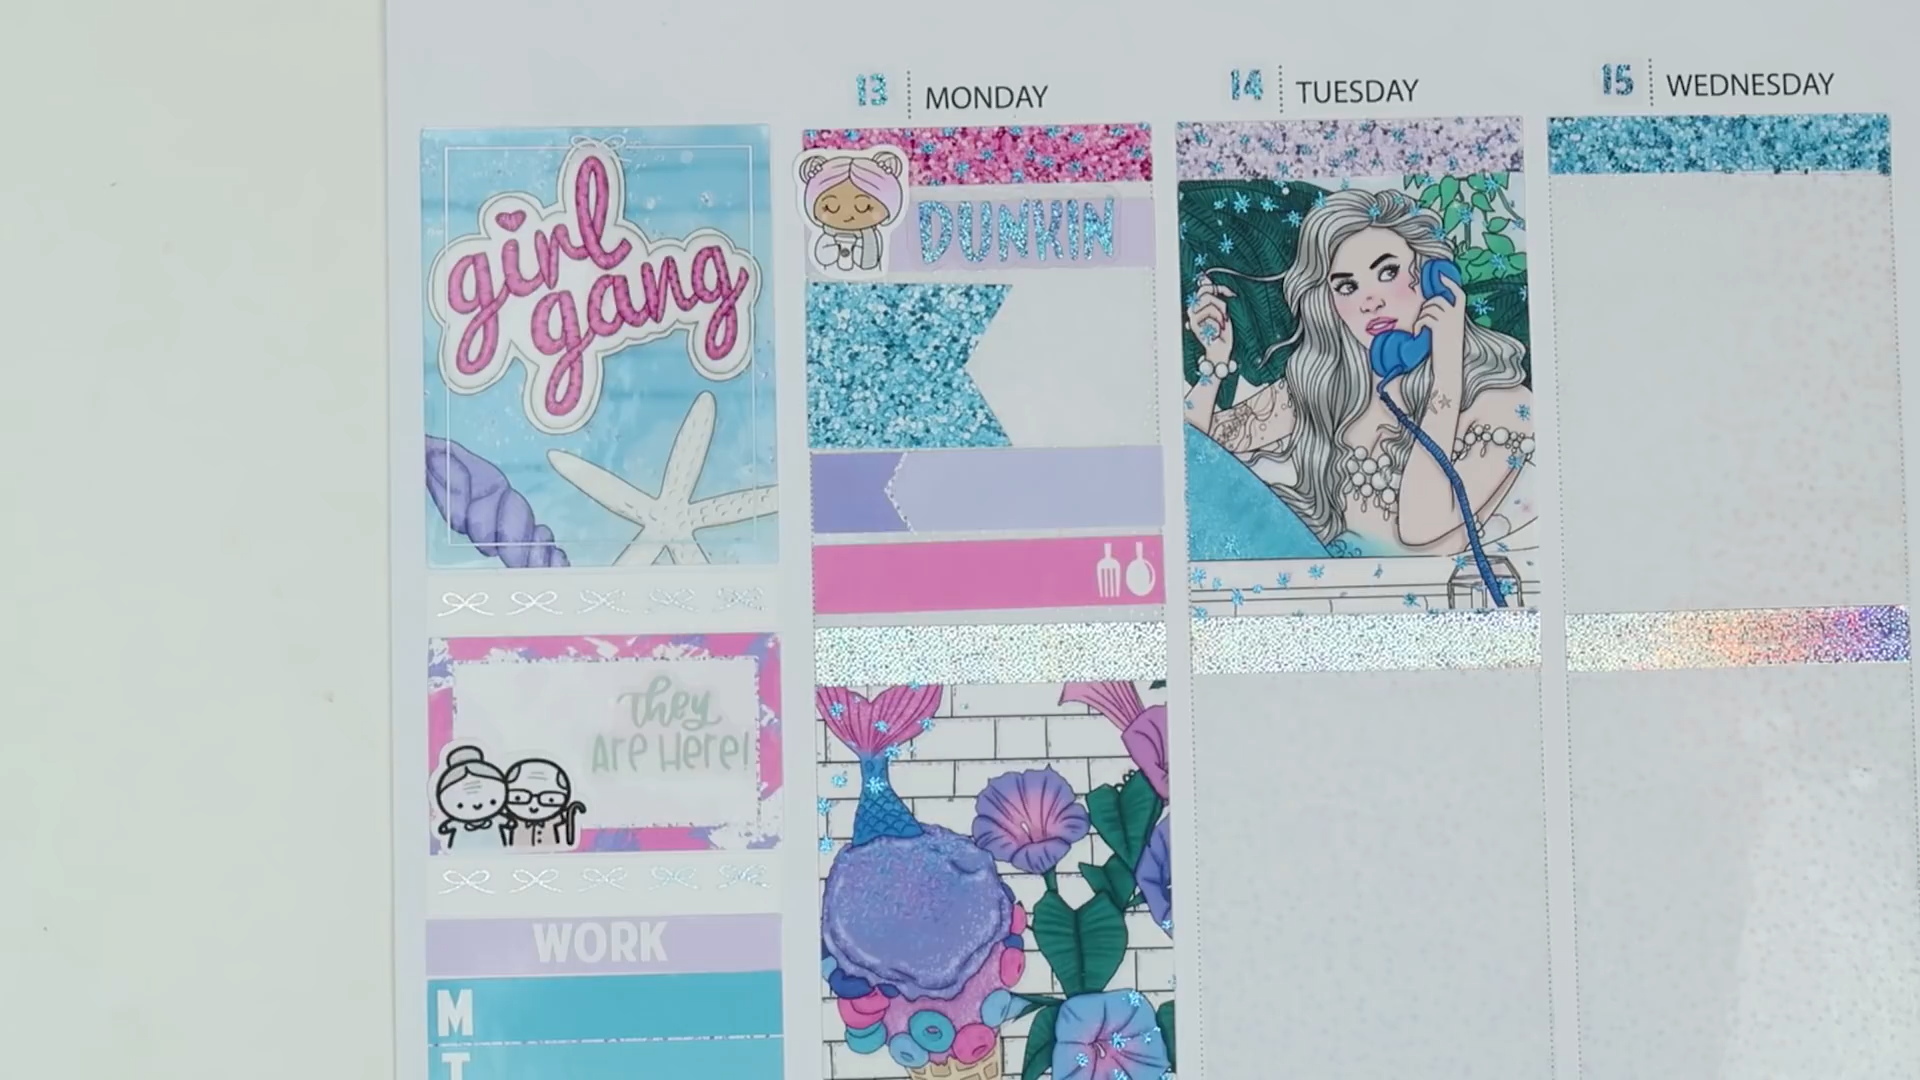 13 MONDAY
14 TUESDAY
15 WEDNESDAY
girl
gang
DUNKIN
They
Are Here!
WORK
M
T